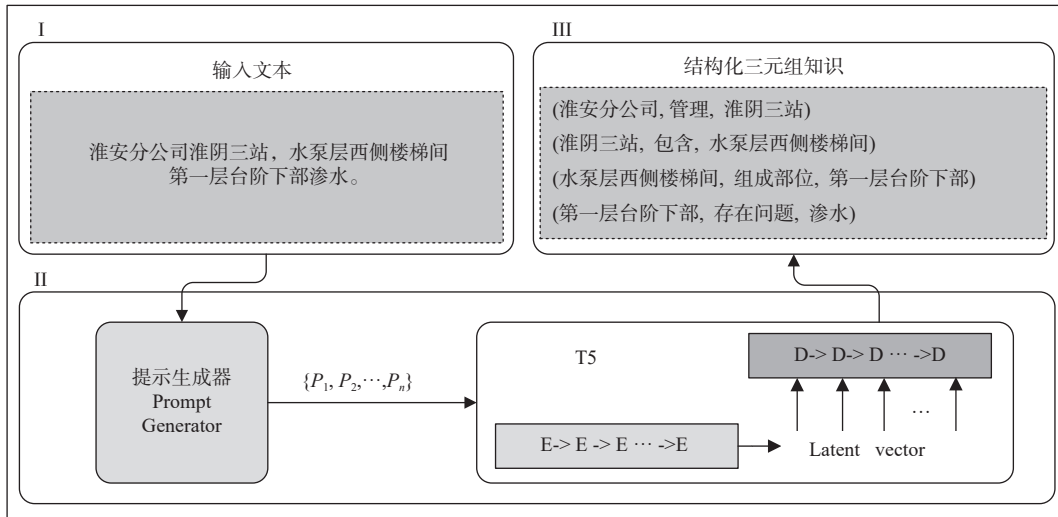 I
输入文本
淮安分公司淮阴三站，水泵层西侧楼梯间
第一层台阶下部渗水。
III
结构化三元组知识
(淮安分公司, 管理, 淮阴三站)
(淮阴三站, 包含, 水泵层西侧楼梯间)
(水泵层西侧楼梯间, 组成部位, 第一层台阶下部)
(第一层台阶下部, 存在问题, 渗水)
II
提示生成器
Prompt
Generator
{P1, P2,⋯,Pn}
T5
D-> D-> D ⋯ ->D
⋯
E-> E -> E ⋯ ->E
Latent vector